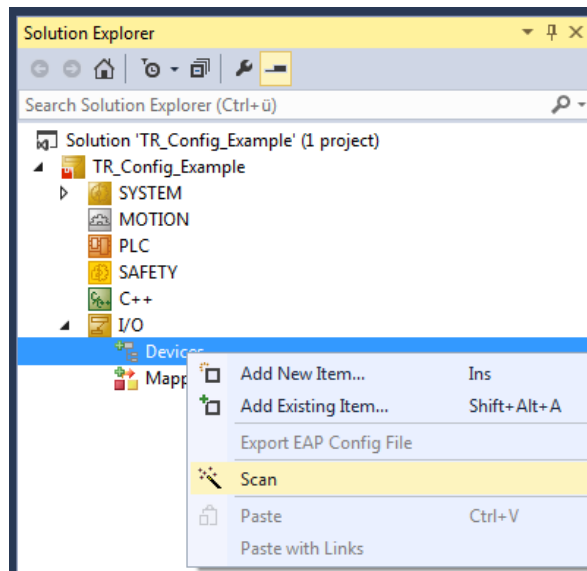 Solution Explorer
Search Solution Explorer (Ctrl+ü)
Solution 'TR_Config_Example' (1 project)
TR_Config_Example
SYSTEM
MOTION
PLC
SAFETY
C++
I/O
Devices
Mapp
Add New Item... Ins
Add Existing Item... Shift+Alt+A
Export EAP Config File
Scan
Paste Ctrl+V
Paste with Links